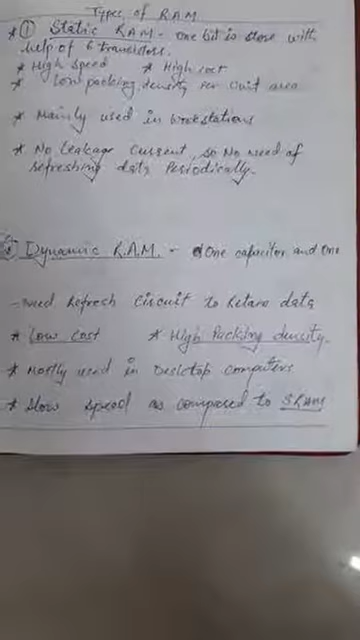 Types of R.A.M
* ① Static R.A.M - one bit is store with
help of 6 transistors.
* High Speed * High cost
* Low packing density per unit area
* Mainly used in workstations
* No Leakage Current, so No need of
refreshing data Periodically.
Dynamic R.A.M. - One capacitor and One
- need Refresh Circuit to Retain data
* Low cost * High Packing density.
* Mostly used in Desktop computers
* Slow speed as compared to SRAM